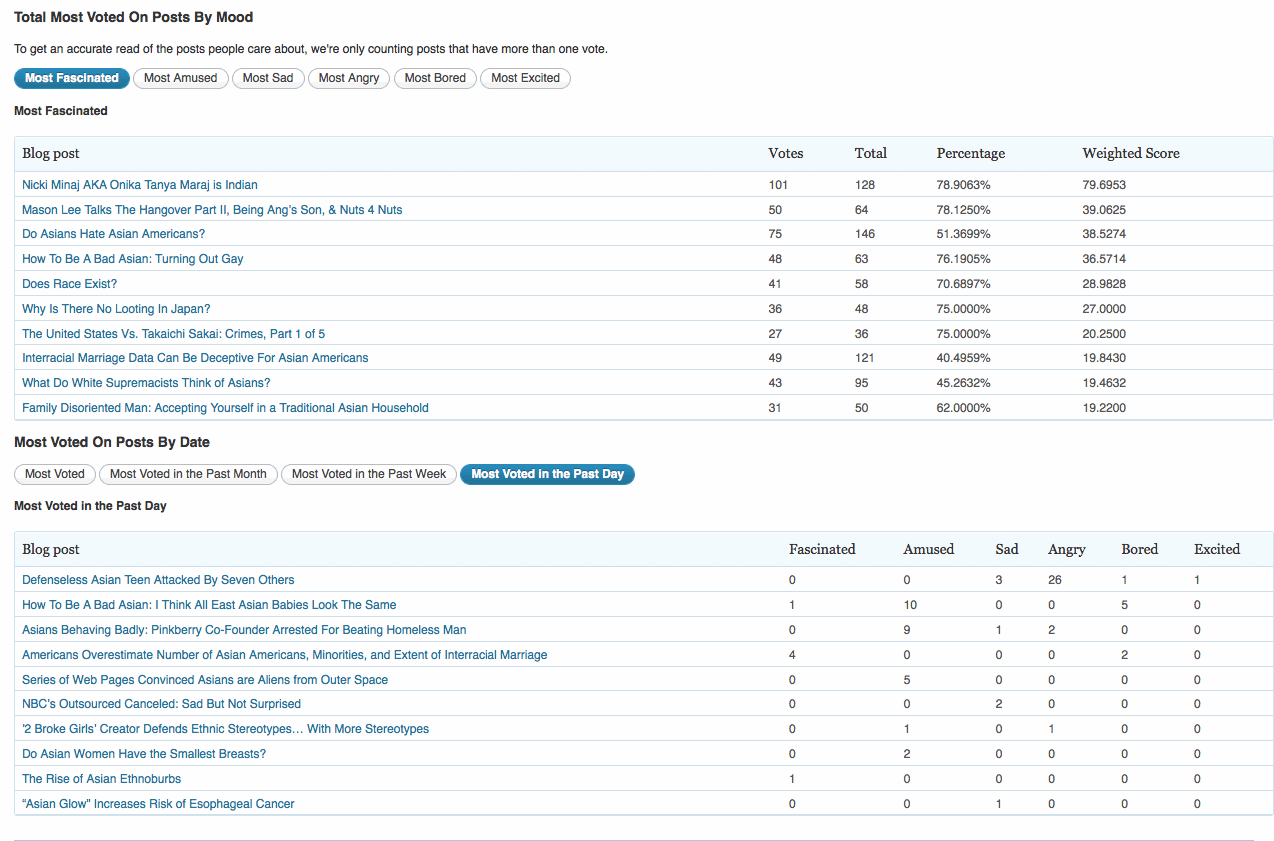 Total Most Voted On Posts By Mood
To get an accurate read of the posts people care about, we're only counting posts that have more than one vote.
Most Fascinated Most Amused Most Sad Most Angry Most Bored Most Excited
Most Fascinated
Blog post Votes Total Percentage Weighted Score
Nicki Minaj AKA Onika Tanya Maraj is Indian 101 128 78.9063% 79.6953
Mason Lee Talks The Hangover Part II, Being Ang's Son, & Nuts 4 Nuts 50 64 78.1250% 39.0625
Do Asians Hate Asian Americans? 75 146 51.3699% 38.5274
How To Be A Bad Asian: Turning Out Gay 48 63 76.1905% 36.5714
Does Race Exist? 41 58 70.6897% 28.9828
Why Is There No Looting In Japan? 36 48 75.0000% 27.0000
The United States Vs. Takaichi Sakai: Crimes, Part 1 of 5 27 36 75.0000% 20.2500
Interracial Marriage Data Can Be Deceptive For Asian Americans 49 121 40.4959% 19.8430
What Do White Supremacists Think of Asians? 43 95 45.2632% 19.4632
Family Disoriented Man: Accepting Yourself in a Traditional Asian Household 31 50 62.0000% 19.2200
Most Voted On Posts By Date
Most Voted Most Voted in the Past Month Most Voted in the Past Week Most Voted in the Past Day
Most Voted in the Past Day
Blog post Fascinated Amused Sad Angry Bored Excited
Defenseless Asian Teen Attacked By Seven Others 0 0 3 26 1 1
How To Be A Bad Asian: I Think All East Asian Babies Look The Same 1 10 0 0 5 0
Asians Behaving Badly: Pinkberry Co-Founder Arrested For Beating Homeless Man 0 9 1 2 0 0
Americans Overestimate Number of Asian Americans, Minorities, and Extent of Interracial Marriage 4 0 0 0 2 0
Series of Web Pages Convinced Asians are Aliens from Outer Space 0 5 0 0 0 0
NBC's Outsourced Canceled: Sad But Not Surprised 0 0 2 0 0 0
'2 Broke Girls' Creator Defends Ethnic Stereotypes… With More Stereotypes 0 1 0 1 0 0
Do Asian Women Have the Smallest Breasts? 0 2 0 0 0 0
The Rise of Asian Ethnoburbs 1 0 0 0 0 0
“Asian Glow” Increases Risk of Esophageal Cancer 0 0 1 0 0 0